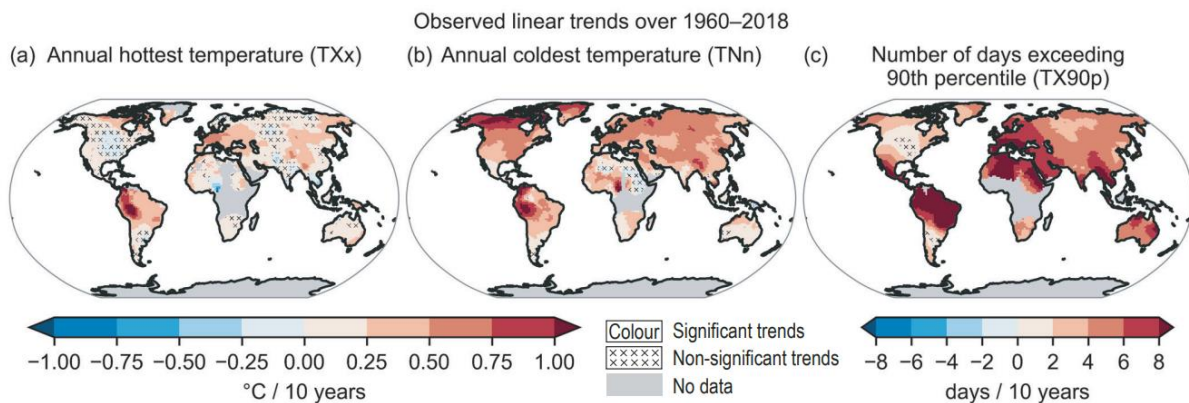 Observed linear trends over 1960–2018
(a) Annual hottest temperature (TXx)
(b) Annual coldest temperature (TNn)
(c) Number of days exceeding
90th percentile (TX90p)
−1.00 −0.75 −0.50 −0.25 0.00 0.25 0.50 0.75 1.00
°C / 10 years
Colour Significant trends
Non-significant trends
No data
−8 −6 −4 −2 0 2 4 6 8
days / 10 years